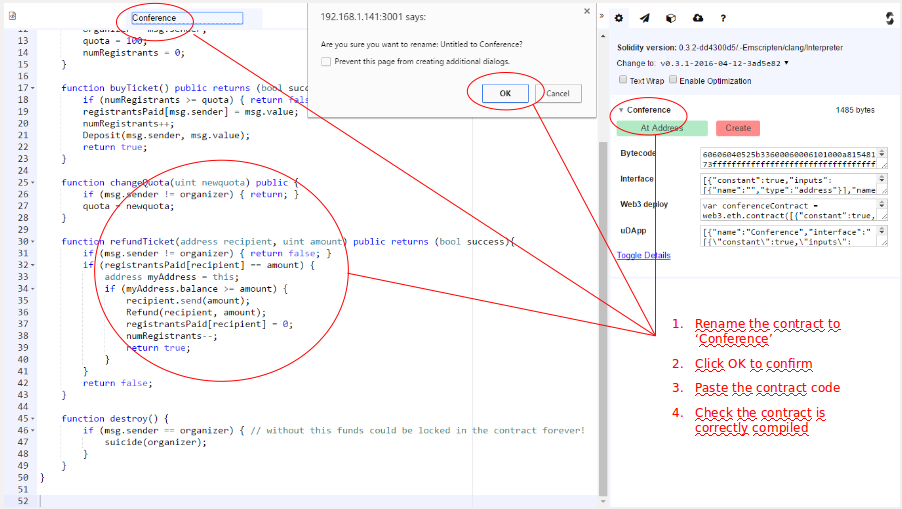 Conference
12 organizer = msg.sender;
13 quota = 100;
14 numRegistrants = 0;
15 }
16
17 function buyTicket() public returns (bool succ
18 if (numRegistrants >= quota) { return fals
19 registrantsPaid[msg.sender] = msg.value;
20 numRegistrants++;
21 Deposit(msg.sender, msg.value);
22 return true;
23 }
24
25 function changeQuota(uint newquota) public {
26 if (msg.sender != organizer) { return; }
27 quota = newquota;
28 }
29
30 function refundTicket(address recipient, uint amount) public returns (bool success){
31 if (msg.sender != organizer) { return false; }
32 if (registrantsPaid[recipient] == amount) {
33 address myAddress = this;
34 if (myAddress.balance >= amount) {
35 recipient.send(amount);
36 Refund(recipient, amount);
37 registrantsPaid[recipient] = 0;
38 numRegistrants--;
39 return true;
40 }
41 }
42 return false;
43 }
44
45 function destroy() {
46 if (msg.sender == organizer) { // without this funds could be locked in the contract forever!
47 suicide(organizer);
48 }
49 }
50 }
51
52
192.168.1.141:3001 says:
Are you sure you want to rename: Untitled to Comference?
Prevent this page from creating additional dialogs.
OK
Cancel
Solidity version: 0.3.2-dd4300d5/.-Emscripten/clang/Interpreter
Change to: v0.3.1-2016-04-12-3ad5e82
Text Wrap Enable Optimization
Conference 1485 bytes
At Address Create
Bytecode 60606040525b33600060006101000a815481
73ffffffffffffffffffffffffffffffffff
Interface [{"constant":true,"inputs":
[{"name":"","type":"address"}],"name
Web3 deploy var conferenceContract =
web3.eth.contract([{"constant":true,
uDApp [{"name":"Conference","interface":"
[{\"constant\":true,\"inputs\":
Toggle Details
1. Rename the contract to
‘Conference’
2. Click OK to confirm
3. Paste the contract code
4. Check the contract is
correctly compiled